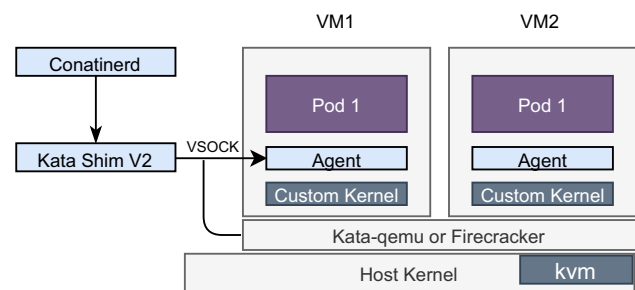 VM1
VM2
Conatinerd
Pod 1
Pod 1
VSOCK
Kata Shim V2
Agent
Agent
Custom Kernel
Custom Kernel
Kata-qemu or Firecracker
Host Kernel
kvm